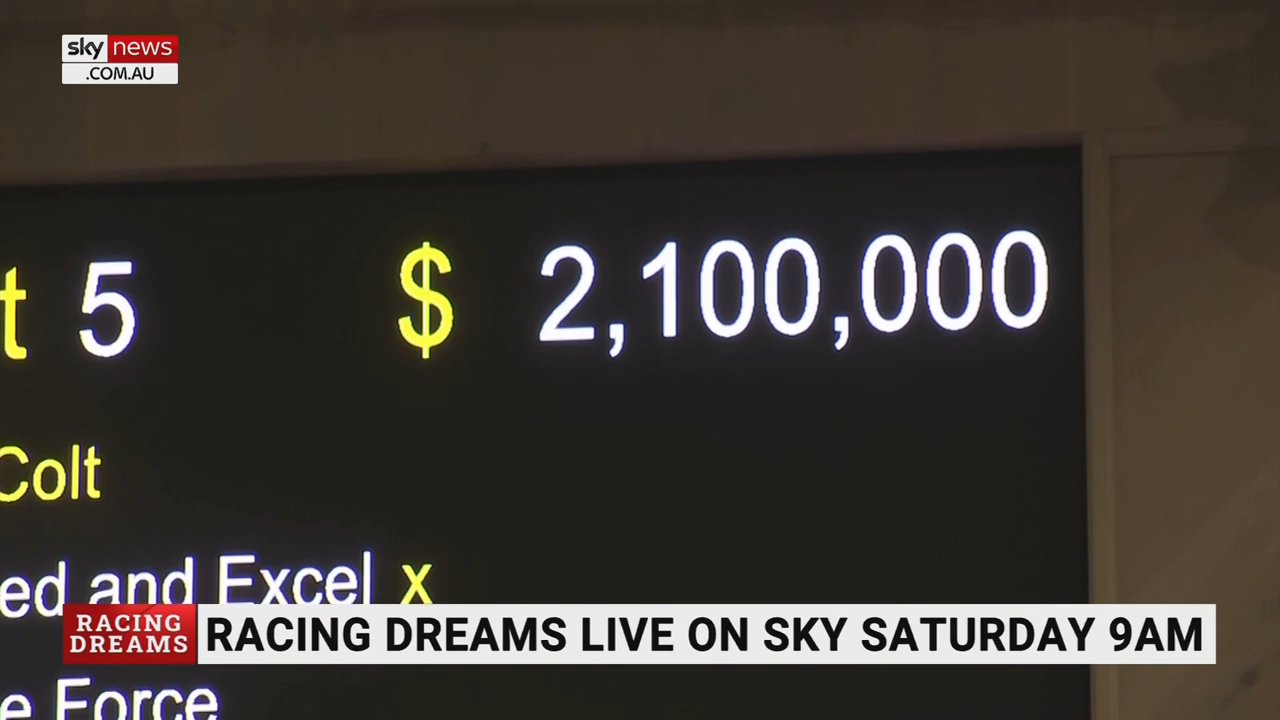 sky news
.COM.AU
t 5 $ 2,100,000
Colt
ed and Excel x
RACING DREAMS
RACING DREAMS LIVE ON SKY SATURDAY 9AM
e Force